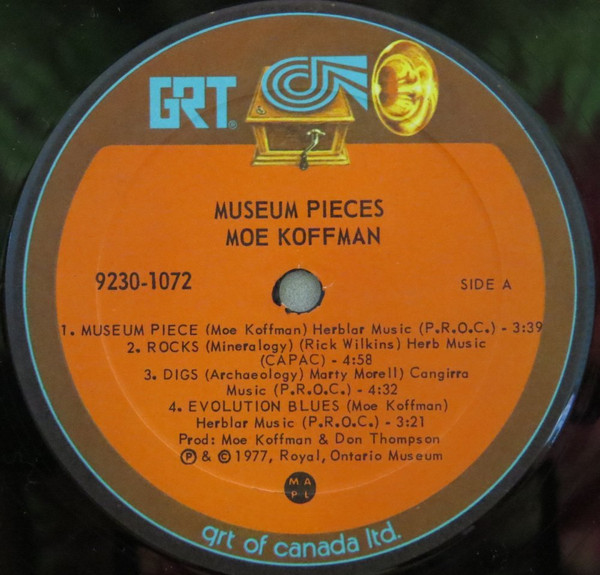 GRT®
MUSEUM PIECES
MOE KOFFMAN
9230-1072
SIDE A
1. MUSEUM PIECE (Moe Koffman) Herblar Music (P.R.O.C.) - 3:39
2. ROCKS (Mineralogy) (Rick Wilkins) Herb Music
(CAPAC) - 4:58
3. DIGS (Archaeology) Marty Morell) Cangirra
Music (P.R.O.C.) - 4:32
4. EVOLUTION BLUES (Moe Koffman)
Herblar Music (P.R.O.C.) - 3:21
Prod: Moe Koffman & Don Thompson
℗ & © 1977, Royal, Ontario Museum
MA
PL
grt of canada ltd.